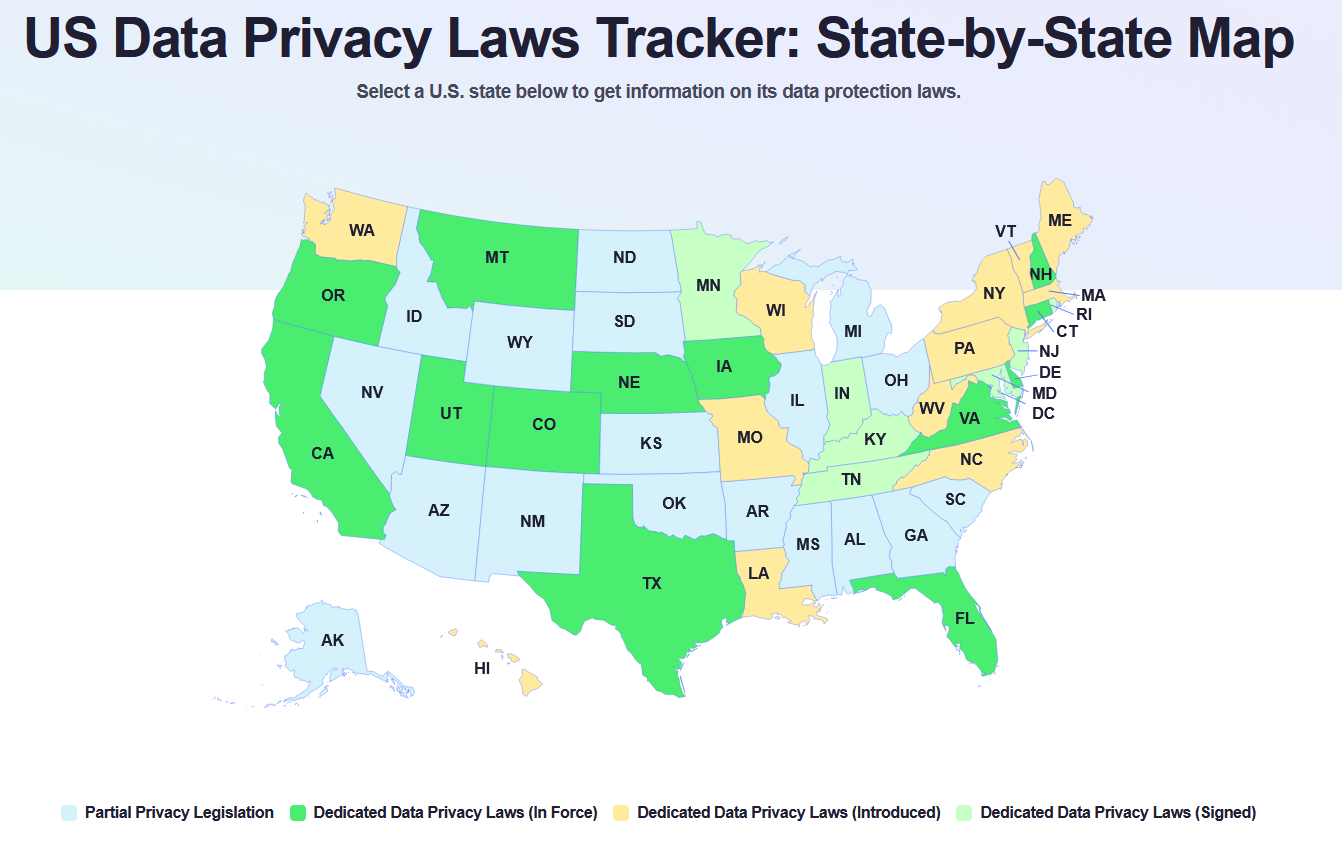 US Data Privacy Laws Tracker: State-by-State Map
Select a U.S. state below to get information on its data protection laws.
WA
MT
ND
MN
WI
MI
VT
ME
NH
NY
MA
RI
CT
OR
ID
WY
SD
IA
PA
NJ
DE
MD
DC
NV
UT
CO
NE
IL
IN
OH
WV
VA
CA
KS
MO
KY
NC
AZ
NM
OK
AR
TN
SC
MS
AL
GA
TX
LA
FL
AK
HI
Partial Privacy Legislation
Dedicated Data Privacy Laws (In Force)
Dedicated Data Privacy Laws (Introduced)
Dedicated Data Privacy Laws (Signed)